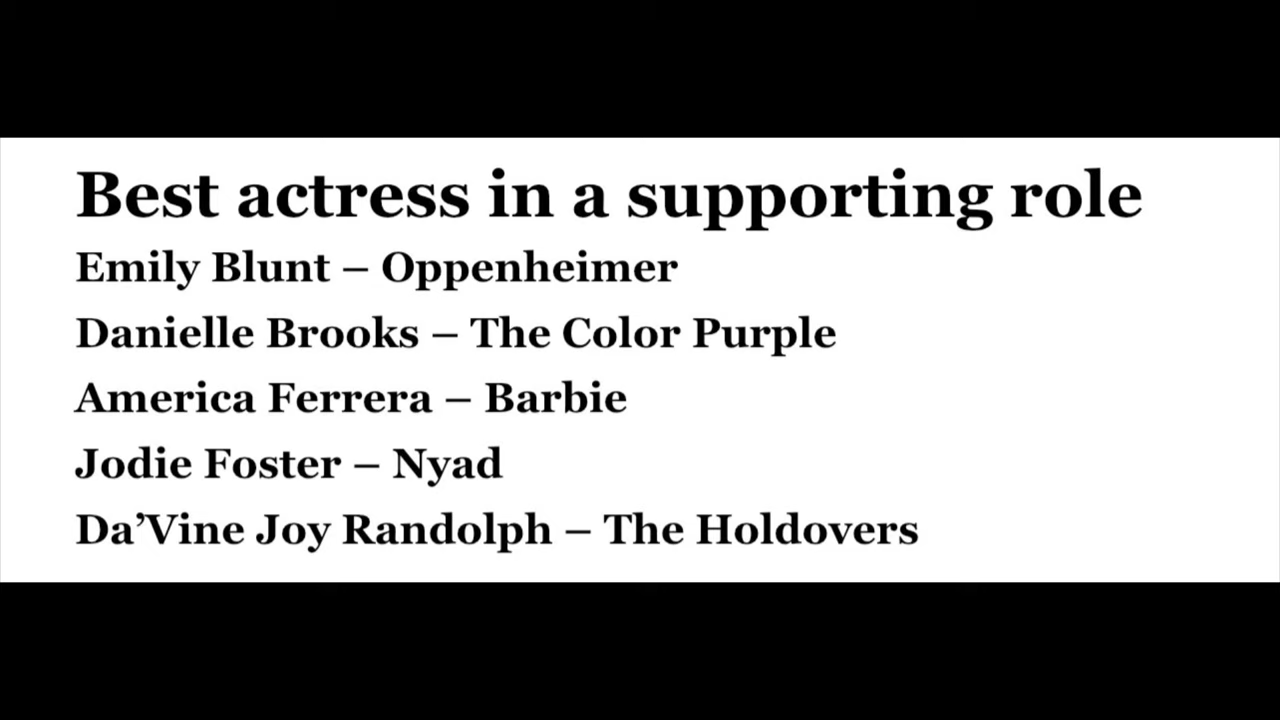 Best actress in a supporting role
Emily Blunt – Oppenheimer
Danielle Brooks – The Color Purple
America Ferrera – Barbie
Jodie Foster – Nyad
Da’Vine Joy Randolph – The Holdovers